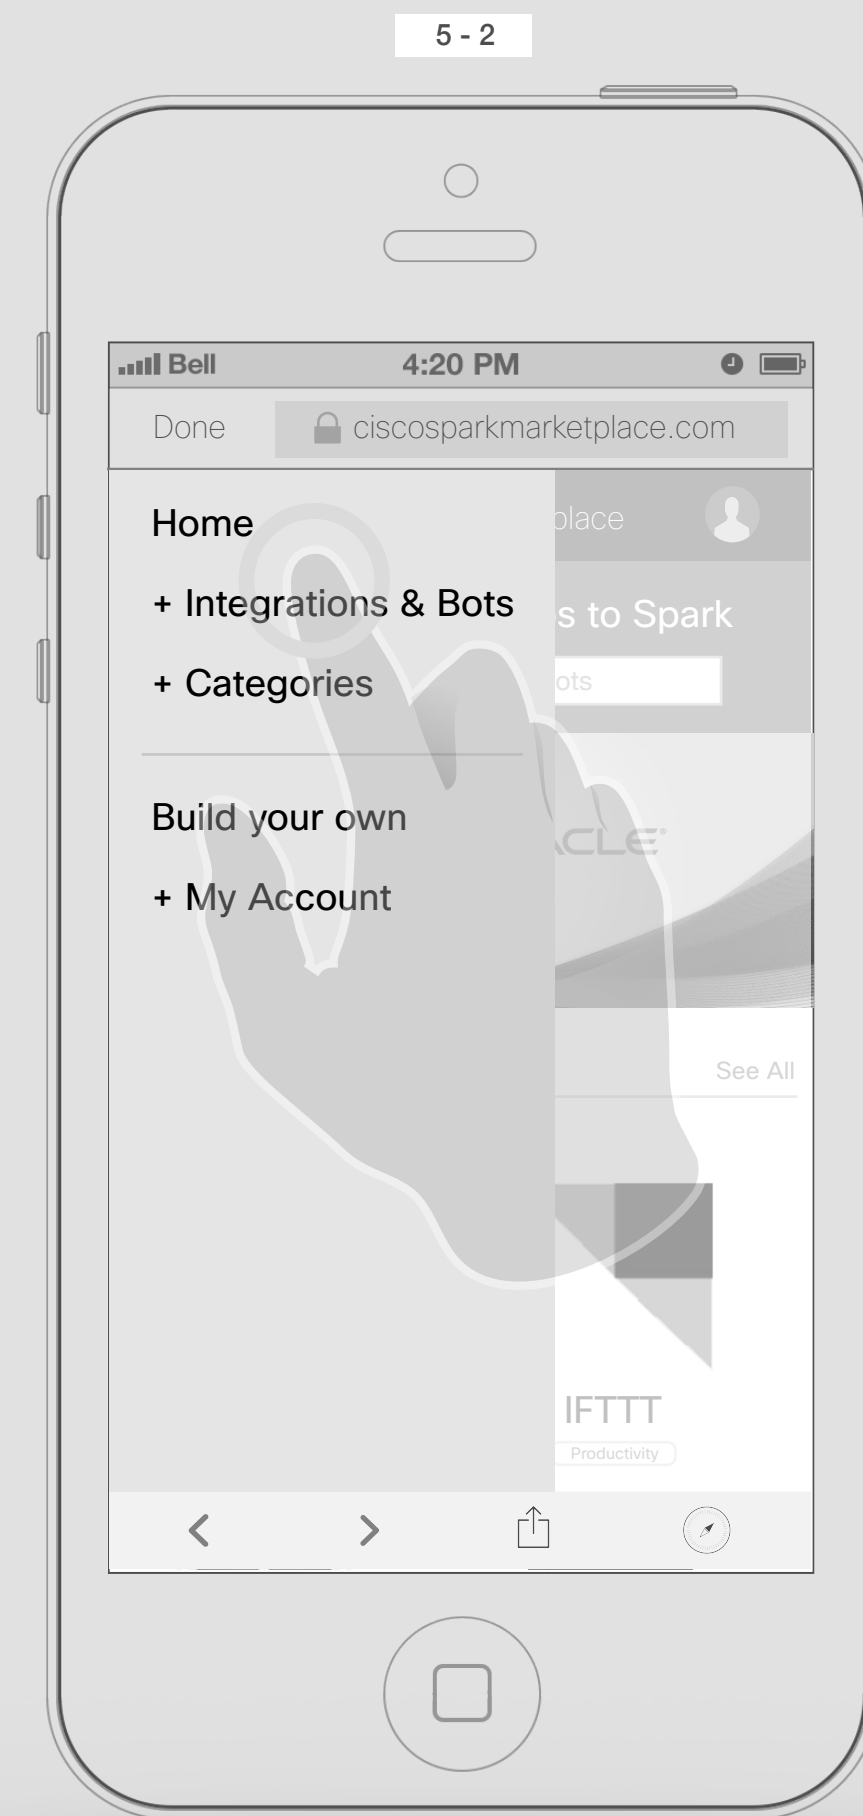 5 - 2
Bell 4:20 PM
Done ciscosparkmarketplace.com
Home place
+ Integrations & Bots s to Spark
+ Categories ots
Build your own CLE
+ My Account
See All
IFTTT
Productivity